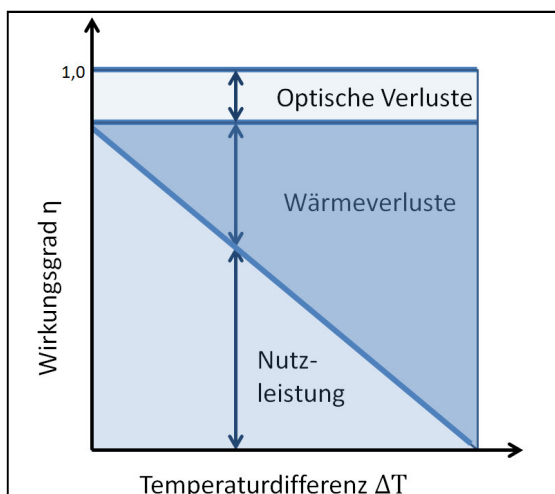 1,0
Optische Verluste
Wärmeverluste
Nutz-
leistung
Wirkungsgrad η
Temperaturdifferenz ΔT